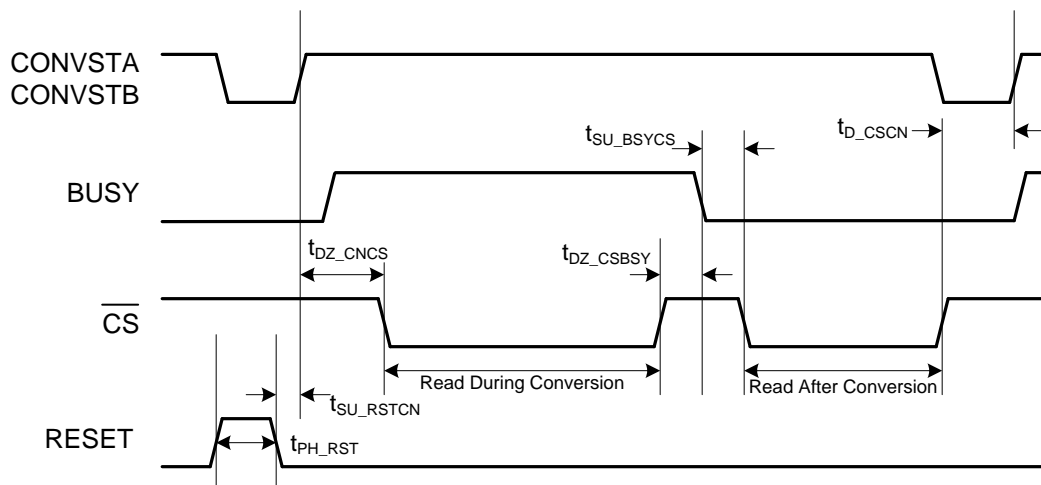 CONVSTA
CONVSTB
t_SU_BSYCS
t_D_CSCN
BUSY
t_DZ_CNCS
t_DZ_CSBSY
CS
Read During Conversion
Read After Conversion
t_SU_RSTCN
RESET
t_PH_RST